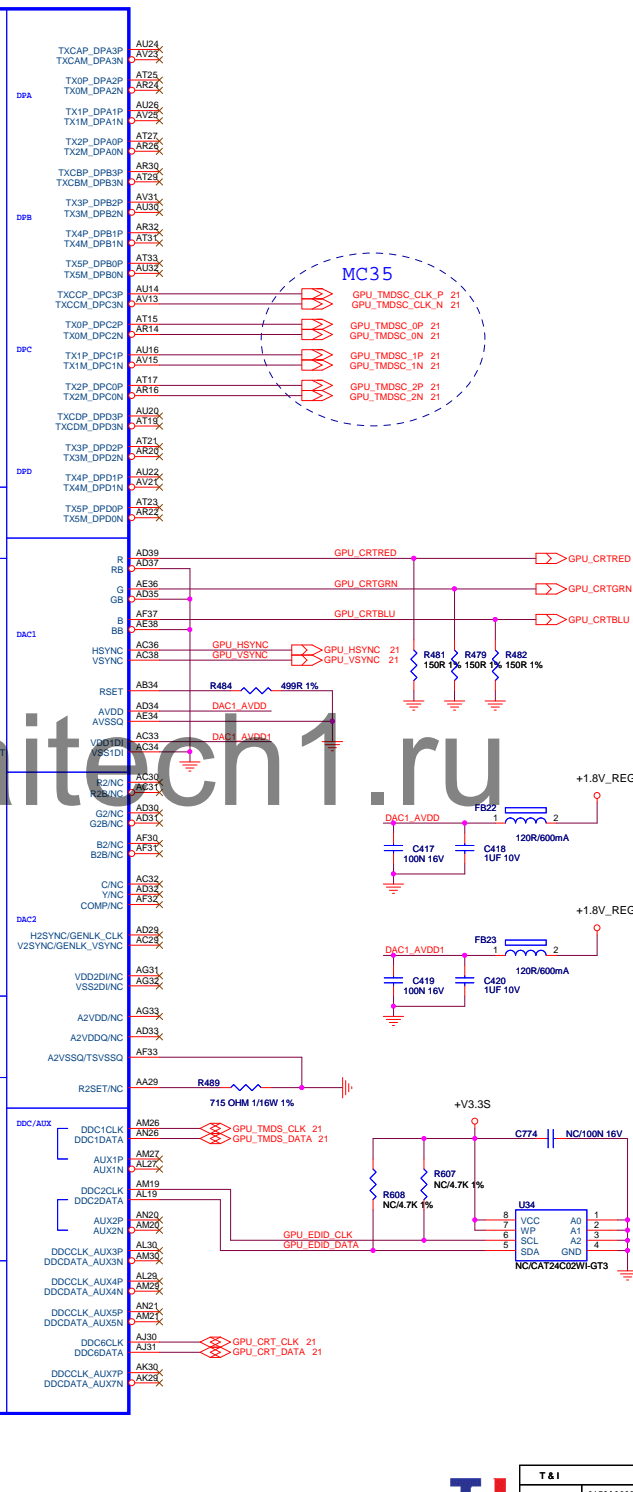 DPA
TXCAP_DPA3P AU24
TXCAM_DPA3N AV23
TX0P_DPA2P AT25
TX0M_DPA2N AR24
TX1P_DPA1P AU26
TX1M_DPA1N AV25
TX2P_DPA0P AT27
TX2M_DPA0N AR26
DPB
TXCBP_DPB3P AR30
TXCBM_DPB3N AT29
TX3P_DPB2P AV31
TX3M_DPB2N AU30
TX4P_DPB1P AR32
TX4M_DPB1N AT31
TX5P_DPB0P AT33
TX5M_DPB0N AU32
MC35
DPC
TXCCP_DPC3P AU14 GPU_TMDSC_CLK_P 21
TXCCM_DPC3N AV13 GPU_TMDSC_CLK_N 21
TX0P_DPC2P AT15 GPU_TMDSC_0P 21
TX0M_DPC2N AR14 GPU_TMDSC_0N 21
TX1P_DPC1P AU16 GPU_TMDSC_1P 21
TX1M_DPC1N AV15 GPU_TMDSC_1N 21
TX2P_DPC0P AT17 GPU_TMDSC_2P 21
TX2M_DPC0N AR16 GPU_TMDSC_2N 21
DPD
TXCDP_DPD3P AU20
TXCDM_DPD3N AT19
TX3P_DPD2P AT21
TX3M_DPD2N AR20
TX4P_DPD1P AU22
TX4M_DPD1N AV21
TX5P_DPD0P AT23
TX5M_DPD0N AR22
DAC1
R AD39 GPU_CRTRED GPU_CRTRED
RB AD37
G AE36 GPU_CRTGRN GPU_CRTGRN
GB AD35
B AF37 GPU_CRTBLU GPU_CRTBLU
BB AE38
HSYNC AC36 GPU_HSYNC GPU_HSYNC 21
VSYNC AC38 GPU_VSYNC GPU_VSYNC 21
R481 R479 R482
150R 1% 150R 1% 150R 1%
RSET AB34 R484 499R 1%
AVDD AD34 DAC1_AVDD
AVSSQ AE34
VDD1DI AC33 DAC1_AVDD1
VSS1DI AC34
itech1.ru
DAC2
R2/NC AC30
R2B/NC AC31
G2/NC AD30
G2B/NC AD31
B2/NC AF30
B2B/NC AF31
C/NC AC32
Y/NC AD32
COMP/NC AF32
H2SYNC/GENLK_CLK AD29
V2SYNC/GENLK_VSYNC AC29
VDD2DI/NC AG31
VSS2DI/NC AG32
A2VDD/NC AG33
A2VDDQ/NC AD33
A2VSSQ/TSVSSQ AF33
R2SET/NC AA29 R489
715 OHM 1/16W 1%
+1.8V_REG
DAC1_AVDD FB22 1 2
120R/600mA
C417 100N 16V
C418 1UF 10V
+1.8V_REG
DAC1_AVDD1 FB23 1 2
120R/600mA
C419 100N 16V
C420 1UF 10V
DDC/AUX
DDC1CLK AM26 GPU_TMDS_CLK 21
DDC1DATA AN26 GPU_TMDS_DATA 21
AUX1P AM27
AUX1N AL27
DDC2CLK AM19 GPU_EDID_CLK
DDC2DATA AL19 GPU_EDID_DATA
AUX2P AN20
AUX2N AM20
DDCCLK_AUX3P AL30
DDCDATA_AUX3N AM30
DDCCLK_AUX4P AL29
DDCDATA_AUX4N AM29
DDCCLK_AUX5P AN21
DDCDATA_AUX5N AM21
DDC6CLK AJ30 GPU_CRT_CLK 21
DDC6DATA AJ31 GPU_CRT_DATA 21
DDCCLK_AUX7P AK30
DDCDATA_AUX7N AK29
+V3.3S
C774 NC/100N 16V
R607
NC/4.7K 1%
R608
NC/4.7K 1%
U34
8 VCC A0 1
7 WP A1 2
6 SCL A2 3
5 SDA GND 4
NC/CAT24C02WI-GT3
T & I